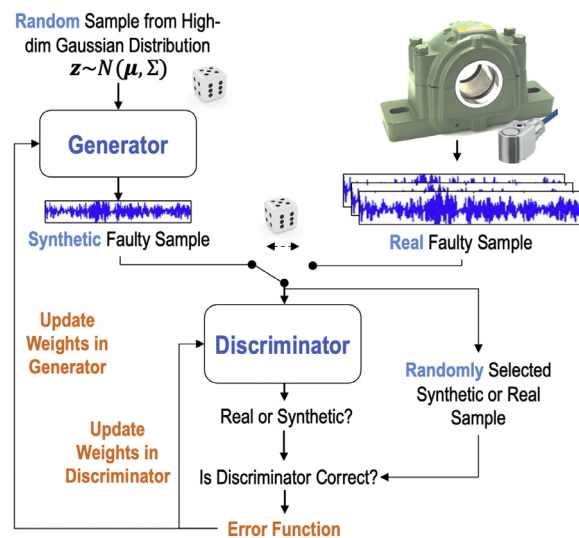 Random Sample from High-
dim Gaussian Distribution
z~N(μ, Σ)
Generator
Synthetic Faulty Sample
Real Faulty Sample
Update
Weights in
Generator
Discriminator
Randomly Selected
Synthetic or Real
Sample
Real or Synthetic?
Update
Weights in
Discriminator
Is Discriminator Correct?
Error Function